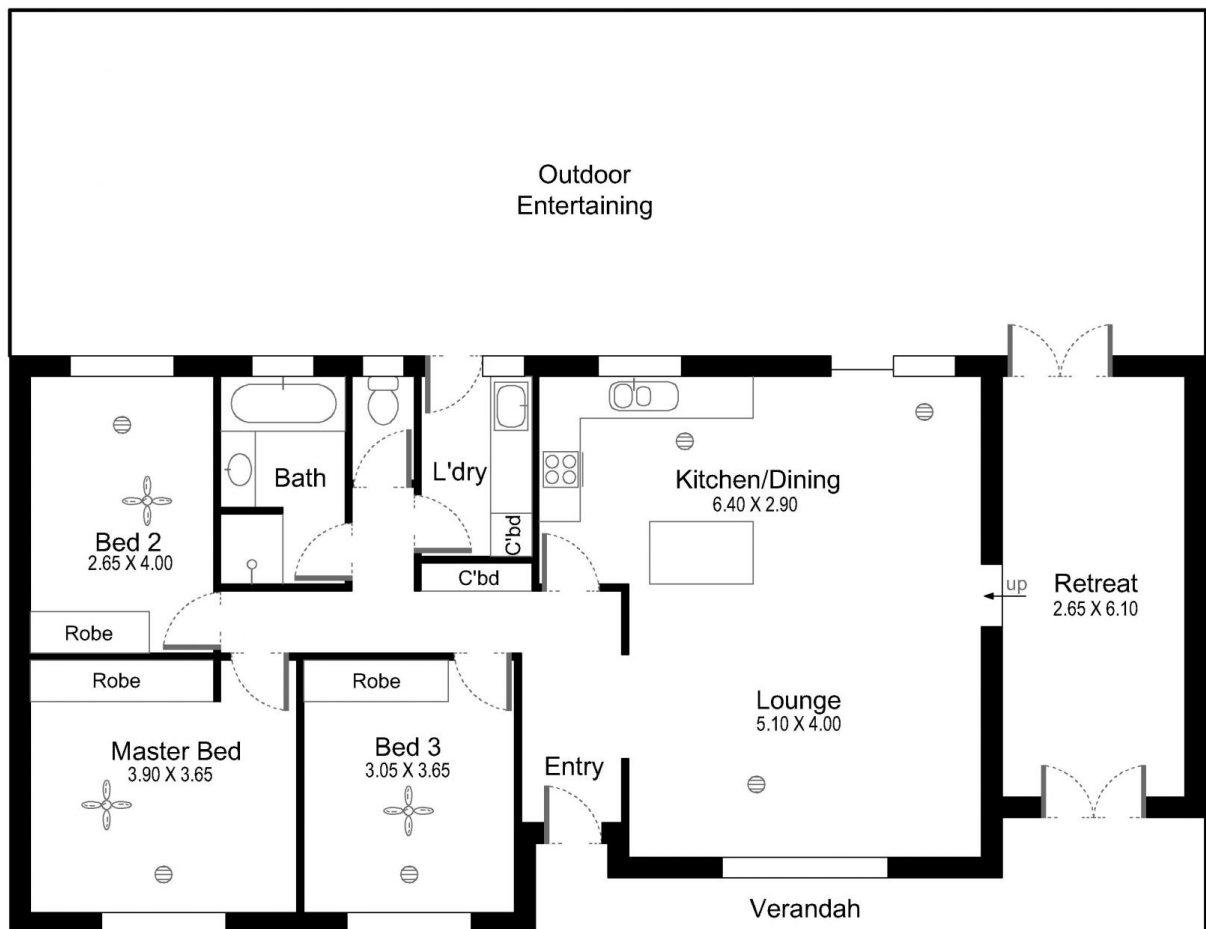 Outdoor
Entertaining
Bath
L'dry
Kitchen/Dining
6.40 X 2.90
C'bd
Bed 2
2.65 X 4.00
C'bd
up
Retreat
2.65 X 6.10
Robe
Robe
Robe
Lounge
5.10 X 4.00
Master Bed
3.90 X 3.65
Bed 3
3.05 X 3.65
Entry
Verandah